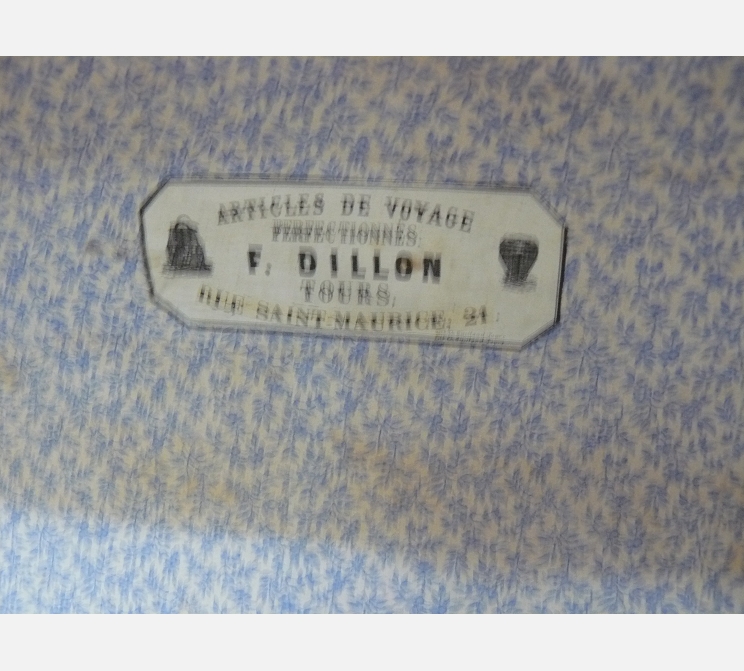 ARTICLES DE VOYAGE
PERFECTIONNÉS.
F. DILLON
TOURS.
RUE SAINT-MAURICE, 21.